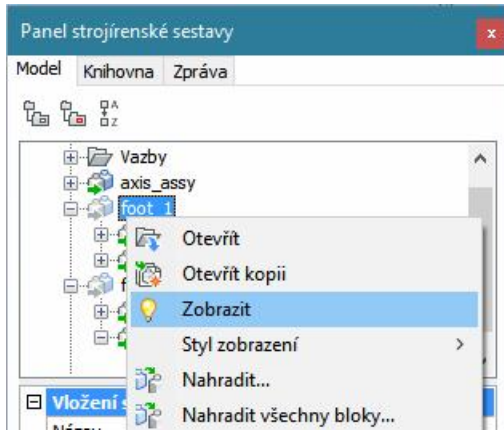 Panel strojírenské sestavy
x
Model Knihovna Zpráva
Vazby
axis_assy
foot_1
Otevřít
Otevřít kopii
Zobrazit
Styl zobrazení
Nahradit...
Nahradit všechny bloky...
Vložení